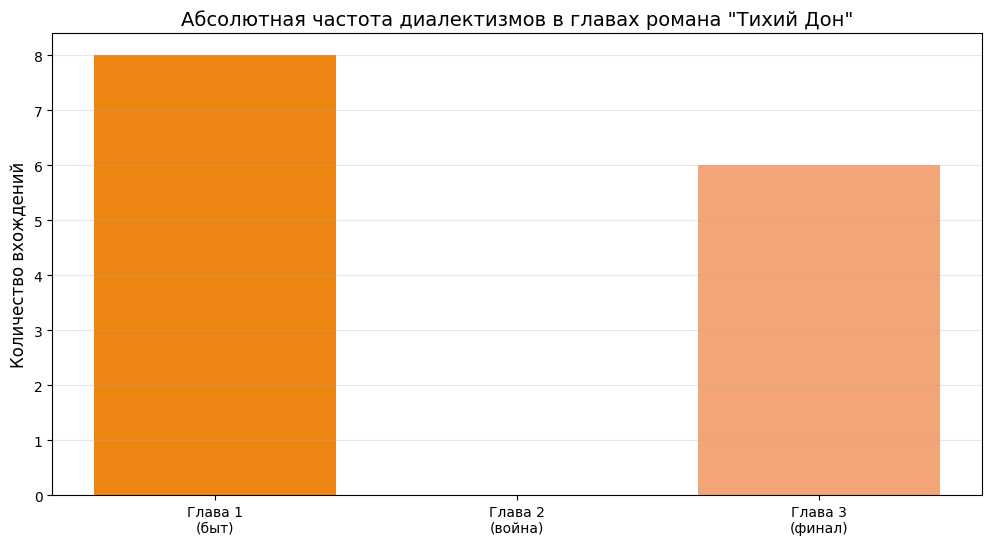 Абсолютная частота диалектизмов в главах романа "Тихий Дон"
Количество вхождений
8
7
6
5
4
3
2
1
0
Глава 1
(быт)
Глава 2
(война)
Глава 3
(финал)